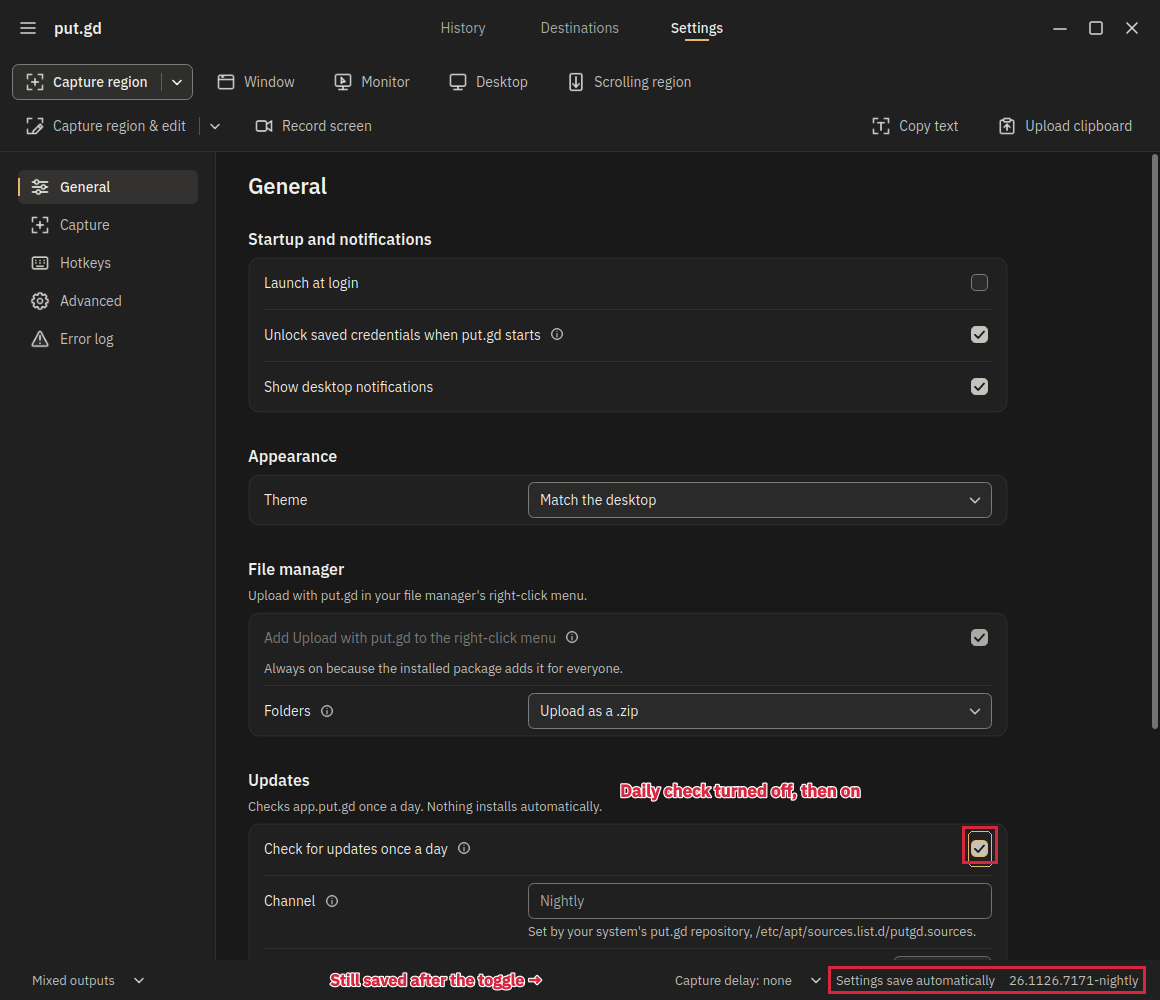 put.gd
History
Destinations
Settings
Capture region
Window
Monitor
Desktop
Scrolling region
Capture region & edit
Record screen
Copy text
Upload clipboard
General
Capture
Hotkeys
Advanced
Error log
General
Startup and notifications
Launch at login
Unlock saved credentials when put.gd starts
Show desktop notifications
Appearance
Theme
Match the desktop
File manager
Upload with put.gd in your file manager's right-click menu.
Add Upload with put.gd to the right-click menu
Always on because the installed package adds it for everyone.
Folders
Upload as a .zip
Updates
Daily check turned off, then on
Checks app.put.gd once a day. Nothing installs automatically.
Check for updates once a day
Channel
Nightly
Set by your system's put.gd repository, /etc/apt/sources.list.d/putgd.sources.
Mixed outputs
Still saved after the toggle →
Capture delay: none
Settings save automatically
26.1126.7171-nightly